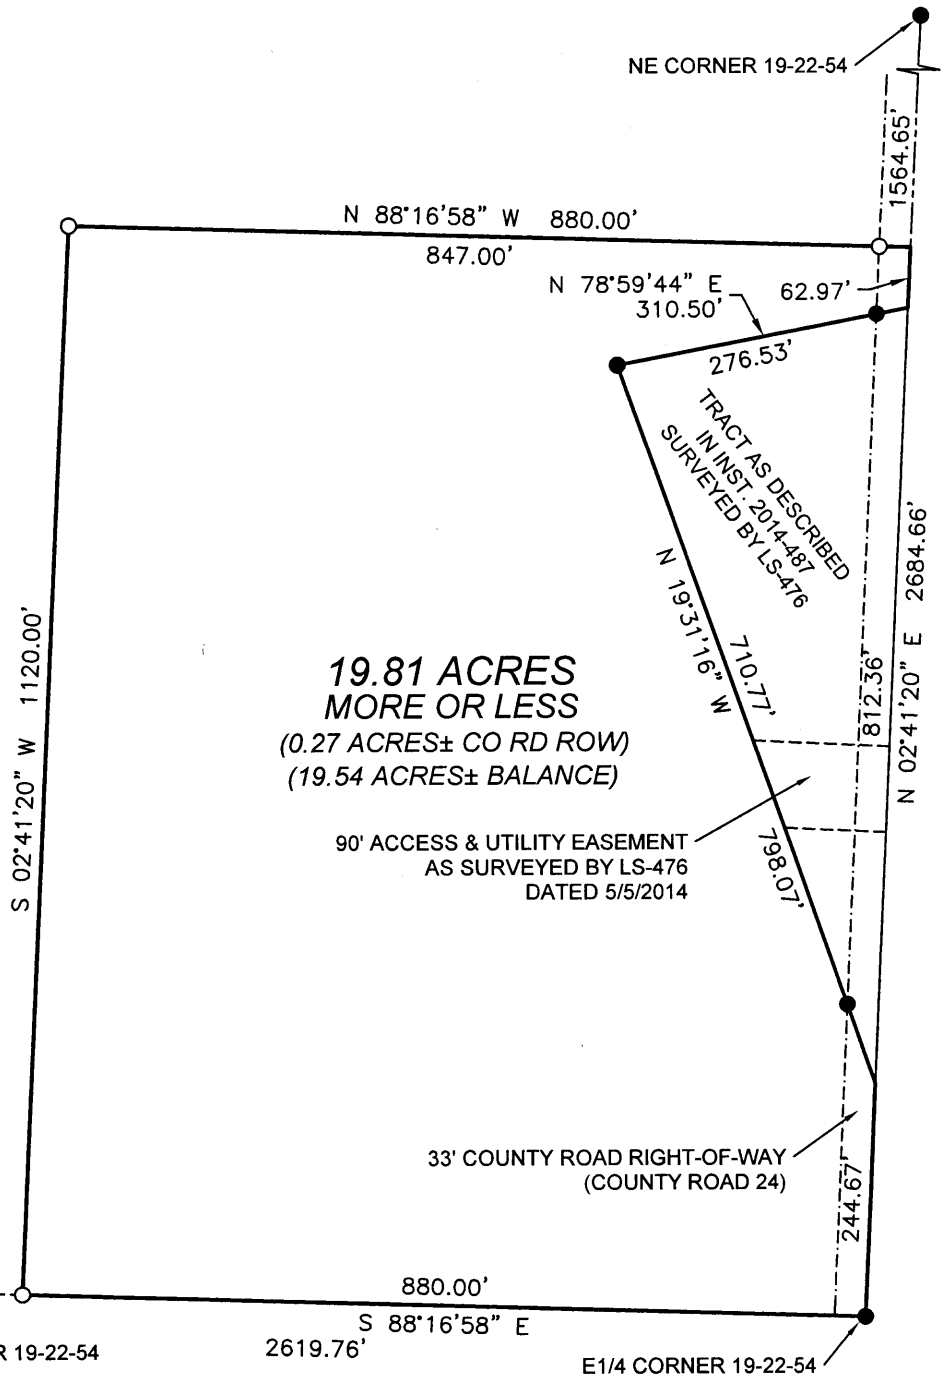 NE CORNER 19-22-54
1564.65'
N 88°16'58" W 880.00'
847.00'
N 78°59'44" E
310.50'
62.97'
276.53'
TRACT AS DESCRIBED
IN INST. 2014-487
SURVEYED BY LS-476
N 19°31'16" W
710.77'
798.07'
812.36'
N 02°41'20" E 2684.66'
S 02°41'20" W 1120.00'
19.81 ACRES
MORE OR LESS
(0.27 ACRES± CO RD ROW)
(19.54 ACRES± BALANCE)
90' ACCESS & UTILITY EASEMENT
AS SURVEYED BY LS-476
DATED 5/5/2014
33' COUNTY ROAD RIGHT-OF-WAY
(COUNTY ROAD 24)
244.67'
880.00'
S 88°16'58" E
2619.76'
R 19-22-54
E1/4 CORNER 19-22-54